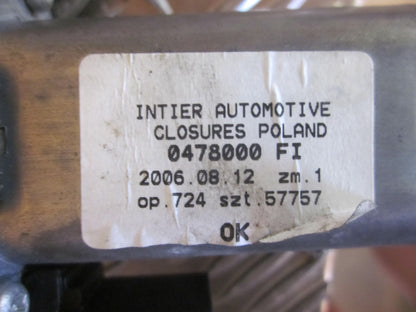 INTIER AUTOMOTIVE
CLOSURES POLAND
0478000 FI
2006.08.12 zm.1
op.724 szt.57757
OK